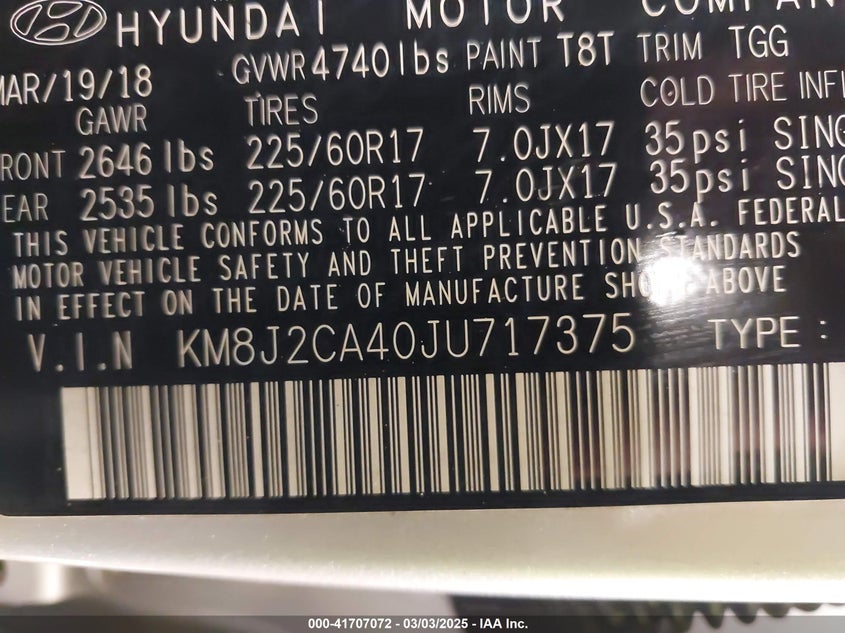 HYUNDAI MOTOR COMPAN
MAR/19/18 GVWR 4740lbs PAINT T8T TRIM TGG
GAWR TIRES RIMS COLD TIRE INFL
RONT 2646 lbs 225/60R17 7.0JX17 35psi SING
EAR 2535 lbs 225/60R17 7.0JX17 35psi SING
THIS VEHICLE CONFORMS TO ALL APPLICABLE U.S.A. FEDERAL
MOTOR VEHICLE SAFETY AND THEFT PREVENTION STANDARDS
IN EFFECT ON THE DATE OF MANUFACTURE SHO ABOVE
V.I.N KM8J2CA40JU717375 TYPE :
000-41707072 - 03/03/2025 - IAA Inc.